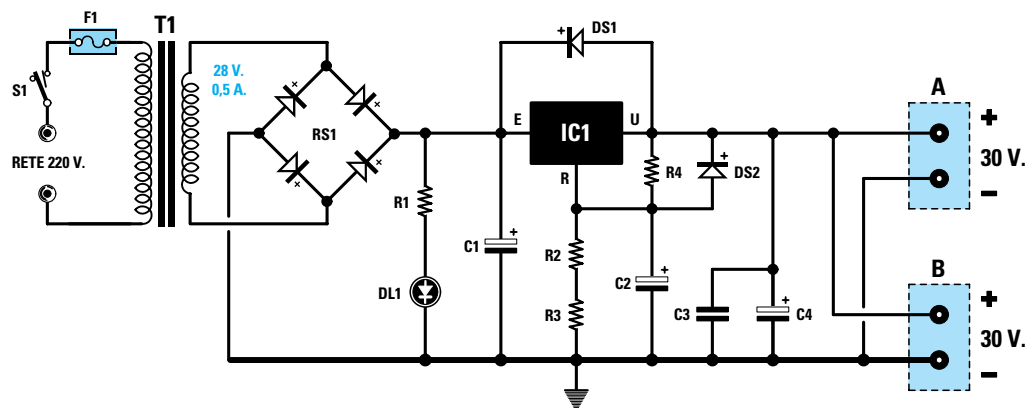 F1
T1
S1
28 V.
0,5 A.
RETE 220 V.
RS1
DS1
E
IC1
U
R
R4
DS2
R1
C1
R2
C2
R3
DL1
C3
C4
A
+
30 V.
−
B
+
30 V.
−